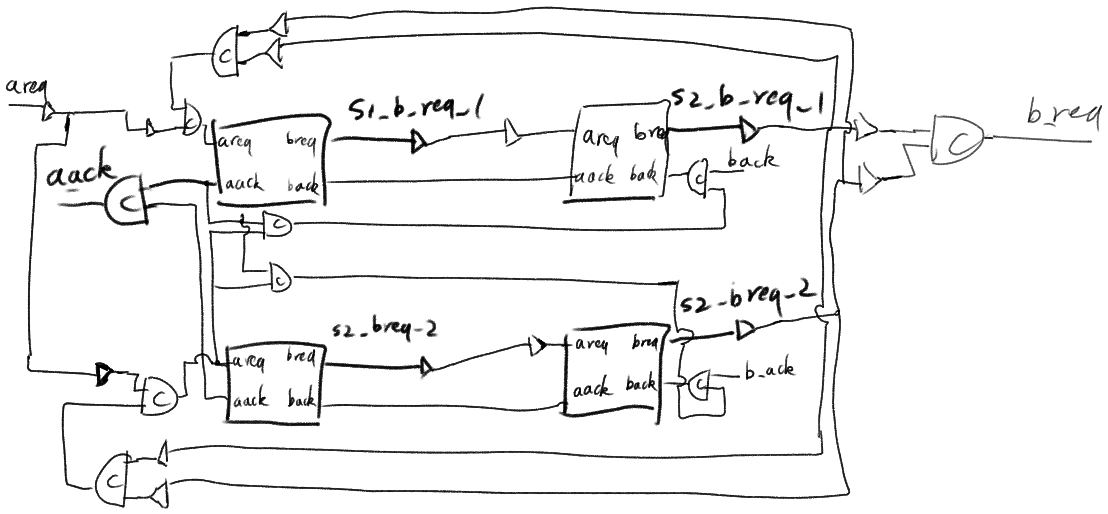 C
areq
C
S1_b_req_1
S2_b_req_1
b_req
areq breq
areq breq
C
aack
aack back
aack back
C
back
C
C
C
S2_breq_2
S2_breq_2
areq breq
areq breq
C
aack back
aack back
C
b_ack
C